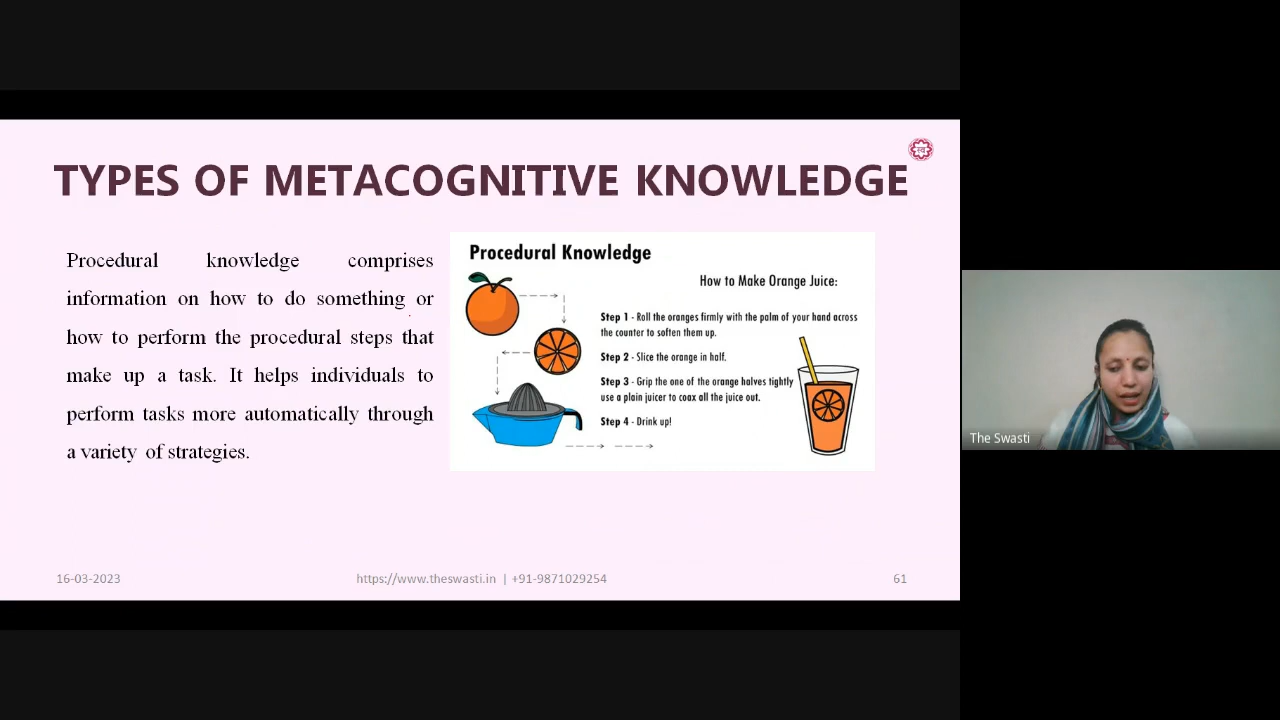 TYPES OF METACOGNITIVE KNOWLEDGE
Procedural knowledge comprises
information on how to do something or
how to perform the procedural steps that
make up a task. It helps individuals to
perform tasks more automatically through
a variety of strategies.
Procedural Knowledge
How to Make Orange Juice:
Step 1 - Roll the oranges firmly with the palm of your hand across
the counter to soften them up.
Step 2 - Slice the orange in half.
Step 3 - Grip the one of the orange halves tightly
use a plain juicer to coax all the juice out.
Step 4 - Drink up!
16-03-2023
https://www.theswasti.in | +91-9871029254
61
The Swasti